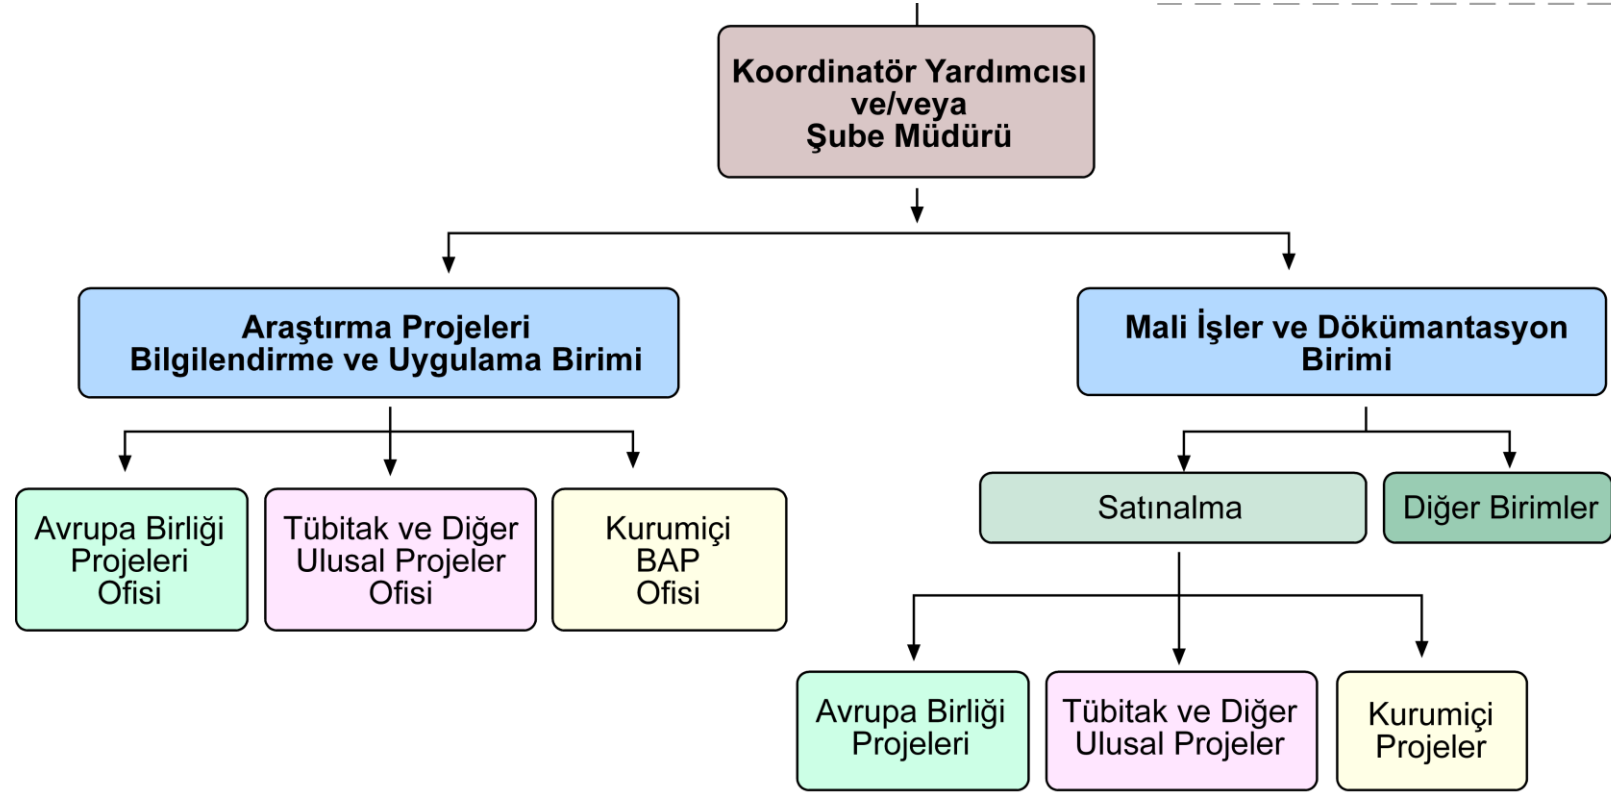 Koordinatör Yardımcısı
ve/veya
Şube Müdürü
Araştırma Projeleri
Bilgilendirme ve Uygulama Birimi
Mali İşler ve Dökümantasyon
Birimi
Avrupa Birliği
Projeleri
Ofisi
Tübitak ve Diğer
Ulusal Projeler
Ofisi
Kurumiçi
BAP
Ofisi
Satınalma
Diğer Birimler
Avrupa Birliği
Projeleri
Tübitak ve Diğer
Ulusal Projeler
Kurumiçi
Projeler